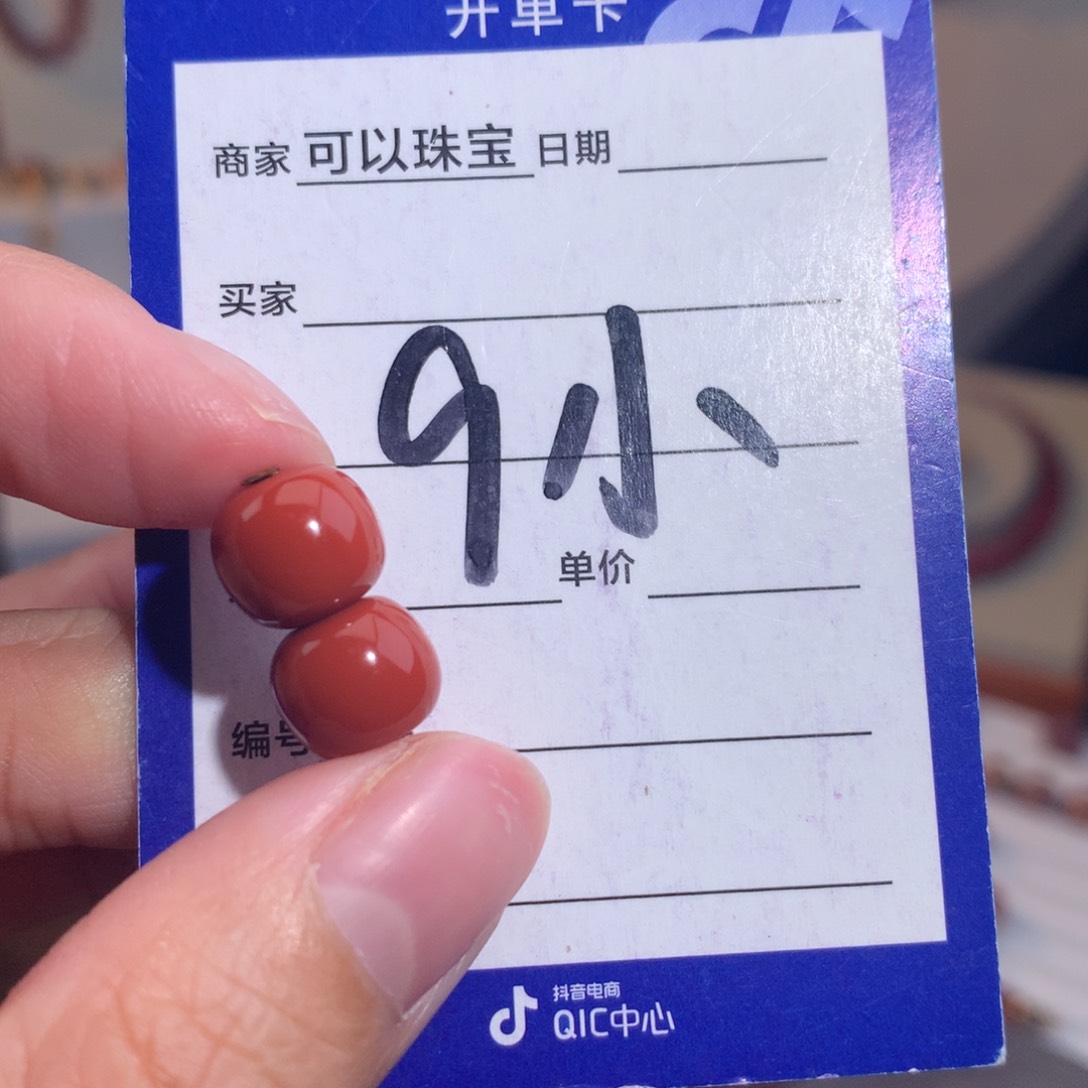 开单卡
商家 可以珠宝 日期
买家
9小
单价
编号
抖音电商
QIC中心